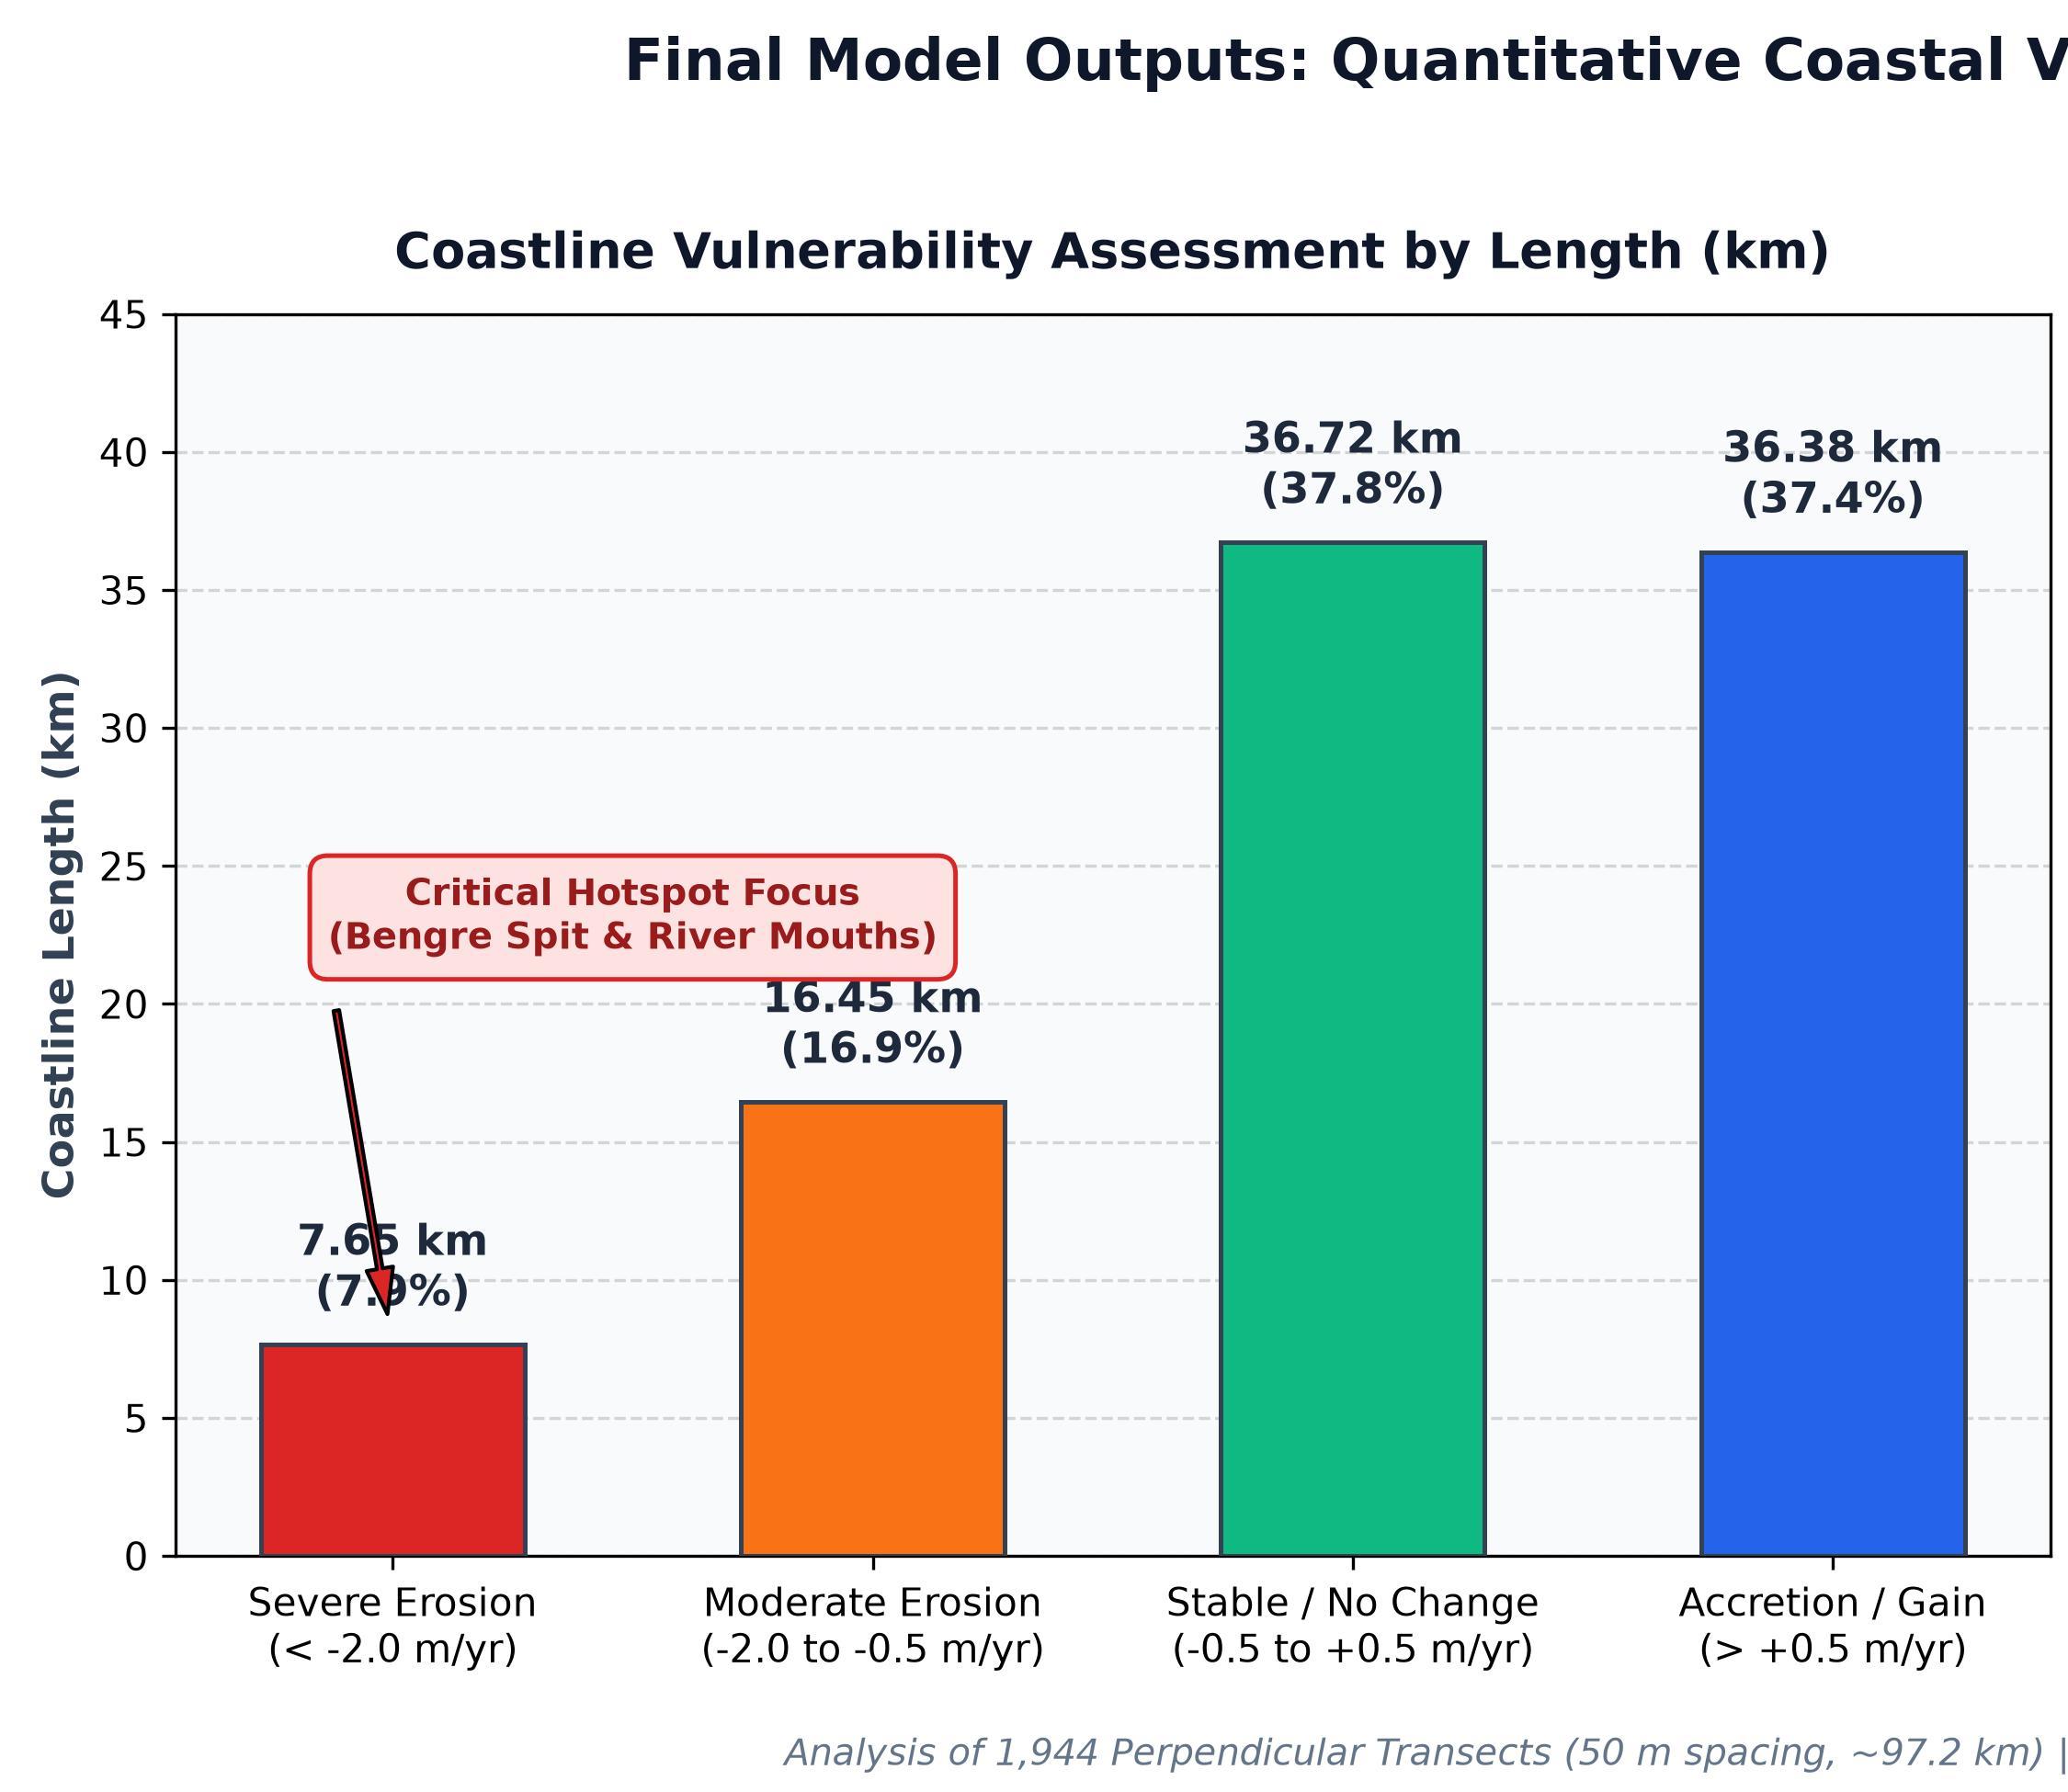 Final Model Outputs: Quantitative Coastal V
Coastline Vulnerability Assessment by Length (km)
Coastline Length (km)
45
40
35
30
25
20
15
10
5
0
36.72 km
(37.8%)
36.38 km
(37.4%)
Critical Hotspot Focus
(Bengre Spit & River Mouths)
16.45 km
(16.9%)
7.65 km
(7.9%)
Severe Erosion
(< -2.0 m/yr)
Moderate Erosion
(-2.0 to -0.5 m/yr)
Stable / No Change
(-0.5 to +0.5 m/yr)
Accretion / Gain
(> +0.5 m/yr)
Analysis of 1,944 Perpendicular Transects (50 m spacing, ~97.2 km) |